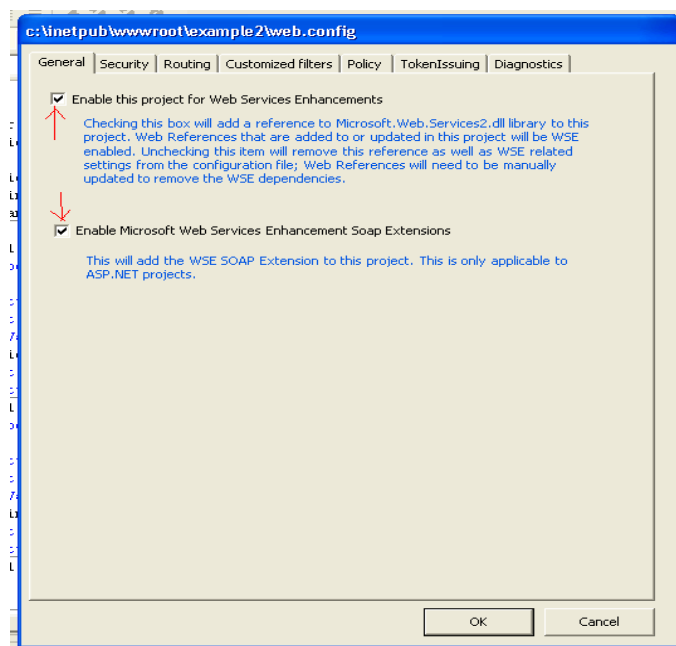 c:\inetpub\wwwroot\example2\web.config
General Security Routing Customized filters Policy TokenIssuing Diagnostics
Enable this project for Web Services Enhancements
Checking this box will add a reference to Microsoft.Web.Services2.dll library to this
project. Web References that are added to or updated in this project will be WSE
enabled. Unchecking this item will remove this reference as well as WSE related
settings from the configuration file; Web References will need to be manually
updated to remove the WSE dependencies.
Enable Microsoft Web Services Enhancement Soap Extensions
This will add the WSE SOAP Extension to this project. This is only applicable to
ASP.NET projects.
OK Cancel